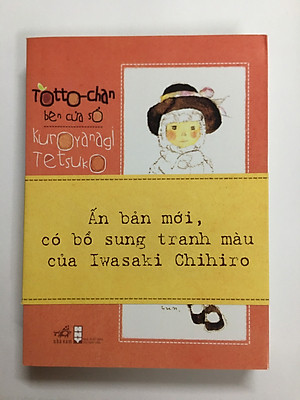 Totto-chan
bên cửa sổ
Kuroyanagi
Tetsuko
Ấn bản mới,
có bổ sung tranh màu
của Iwasaki Chihiro